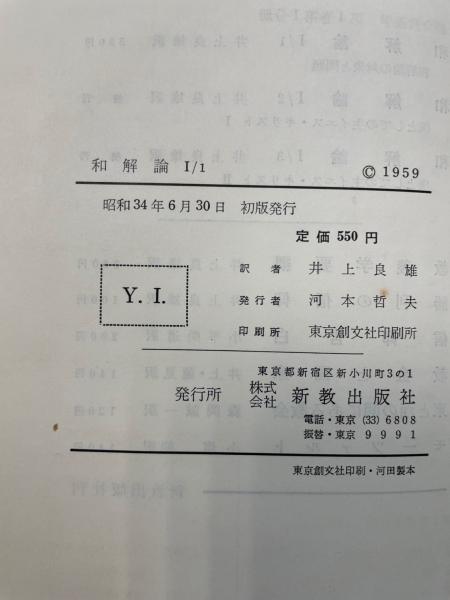 和解論 I/1
© 1959
昭和34年6月30日 初版発行
定価 550円
Y. I.
訳者 井上良雄
発行者 河本哲夫
印刷所 東京創文社印刷所
東京都新宿区新小川町3の1
発行所 株式会社 新教出版社
電話・東京 (33) 6808
振替・東京 9991
東京創文社印刷・河田製本